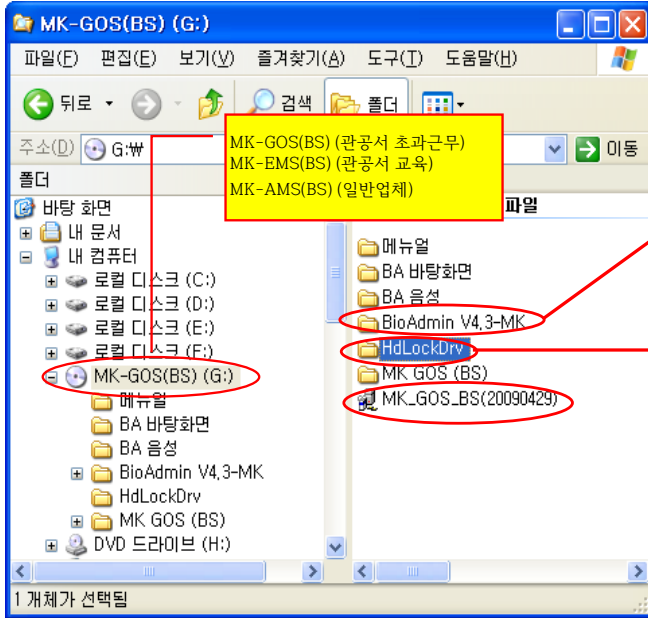 MK-GOS(BS) (G:)
파일(F) 편집(E) 보기(V) 즐겨찾기(A) 도구(T) 도움말(H)
뒤로 검색 폴더
주소(D) G:₩ 이동
MK-GOS(BS) (관공서 초과근무)
MK-EMS(BS) (관공서 교육)
MK-AMS(BS) (일반업체)
폴더
바탕 화면
내 문서
내 컴퓨터
로컬 디스크 (C:)
로컬 디스크 (D:)
로컬 디스크 (E:)
로컬 디스크 (F:)
MK-GOS(BS) (G:)
메뉴얼
BA 바탕화면
BA 음성
BioAdmin V4,3-MK
HdLockDrv
MK GOS (BS)
DVD 드라이브 (H:)
파일
메뉴얼
BA 바탕화면
BA 음성
BioAdmin V4,3-MK
HdLockDrv
MK GOS (BS)
MK_GOS_BS(20090429)
1 개체가 선택됨